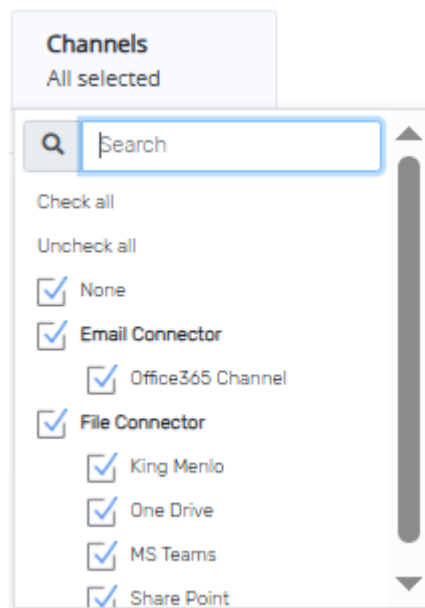 Channels
All selected
Search
Check all
Uncheck all
None
Email Connector
Office365 Channel
File Connector
King Menlo
One Drive
MS Teams
Share Point